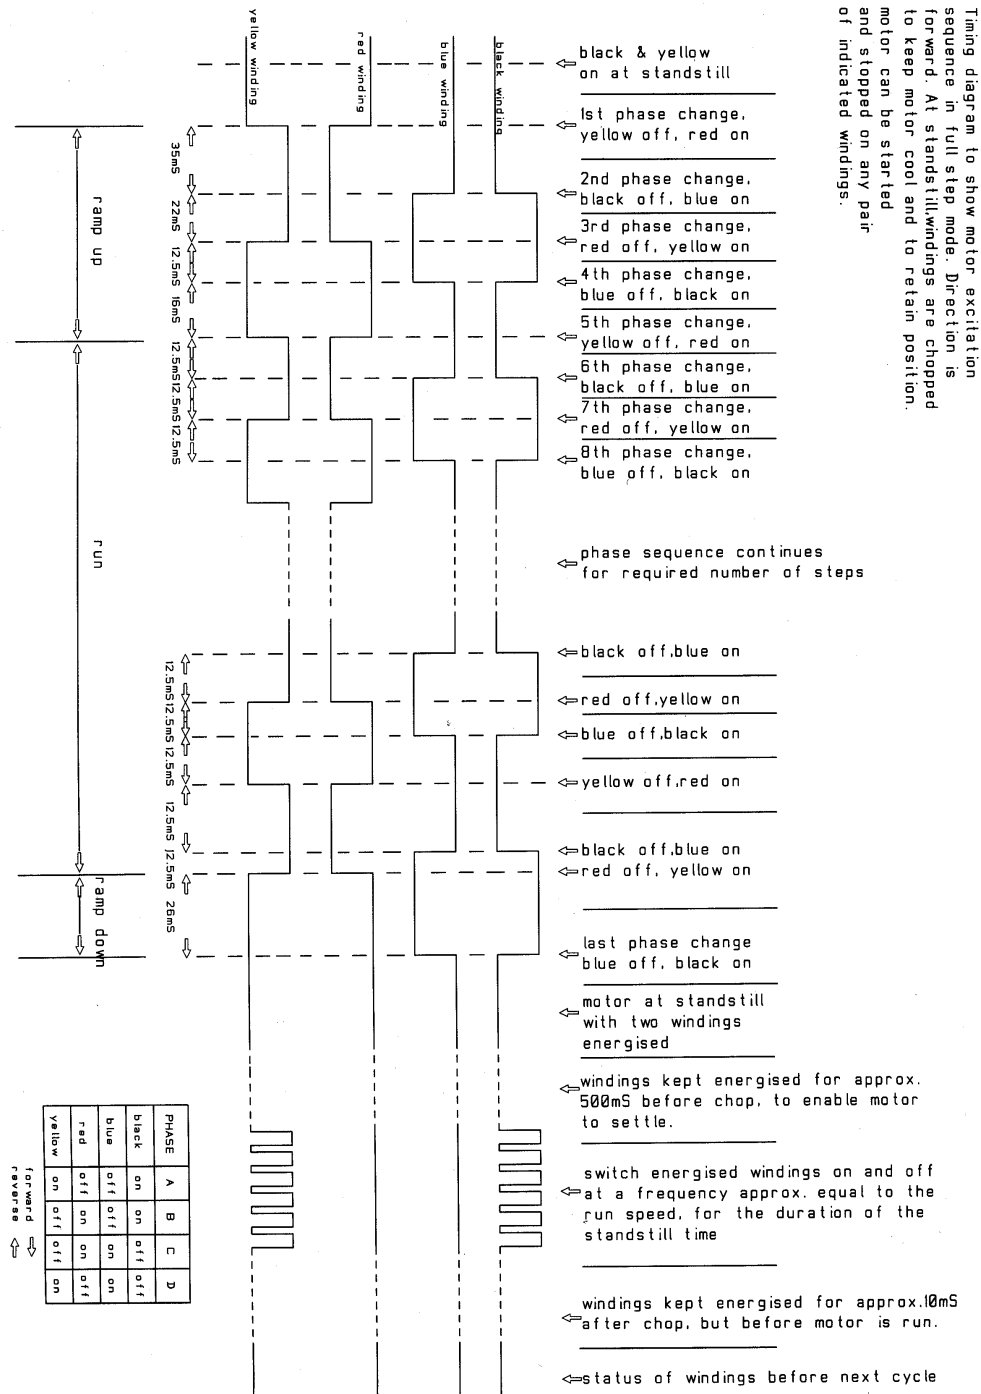 Timing diagram to show motor excitation
sequence in full step mode. Direction is
forward. At standstill,windings are chopped
to keep motor cool and to retain position.
motor can be started
and stopped on any pair
of indicated windings.
yellow winding
red winding
blue winding
black winding
black & yellow
on at standstill
1st phase change,
yellow off, red on
2nd phase change,
black off, blue on
3rd phase change,
red off, yellow on
4th phase change,
blue off, black on
5th phase change,
yellow off, red on
6th phase change,
black off, blue on
7th phase change,
red off, yellow on
8th phase change,
blue off, black on
phase sequence continues
for required number of steps
black off,blue on
red off,yellow on
blue off,black on
yellow off,red on
black off,blue on
red off, yellow on
last phase change
blue off, black on
motor at standstill
with two windings
energised
windings kept energised for approx.
500mS before chop, to enable motor
to settle.
switch energised windings on and off
at a frequency approx. equal to the
run speed, for the duration of the
standstill time
windings kept energised for approx.10mS
after chop, but before motor is run.
status of windings before next cycle
35mS
22mS
12.5mS
16mS
12.5mS
12.5mS
12.5mS
12.5mS
12.5mS
12.5mS
12.5mS
12.5mS
26mS
ramp up
run
ramp down
PHASE A B C D
black on on off off
blue off off on on
red off on on off
yellow on off off on
forward
reverse